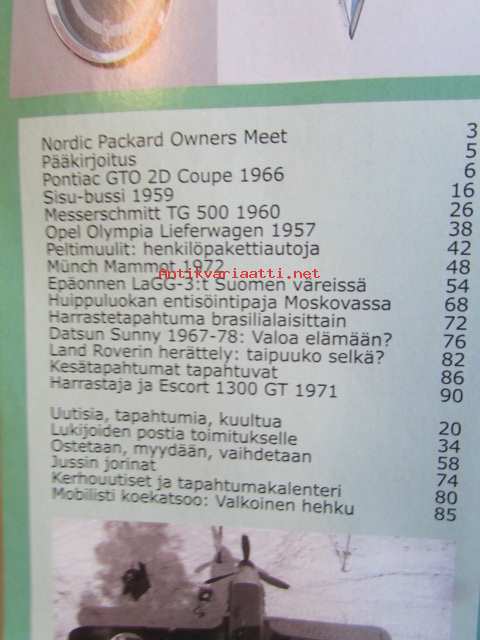 Nordic Packard Owners Meet 3
Pääkirjoitus 5
Pontiac GTO 2D Coupe 1966 6
Sisu-bussi 1959 16
Messerschmitt TG 500 1960 26
Opel Olympia Lieferwagen 1957 38
Peltimuulit: henkilöpakettiautoja 42
Münch Mammot 1972 48
Antikvariaatti.net
Epäonnen LaGG-3:t Suomen väreissä 54
Huippuluokan entisöintipaja Moskovassa 68
Harrastetapahtuma brasilialaisittain 72
Datsun Sunny 1967-78: Valoa elämään? 76
Land Roverin herättely: taipuuko selkä? 82
Kesätapahtumat tapahtuvat 86
Harrastaja ja Escort 1300 GT 1971 90
Uutisia, tapahtumia, kuultua 20
Lukijoiden postia toimitukselle 34
Ostetaan, myydään, vaihdetaan 58
Jussin jorinat 74
Kerhouutiset ja tapahtumakalenteri 80
Mobilisti koekatsoo: Valkoinen hehku 85